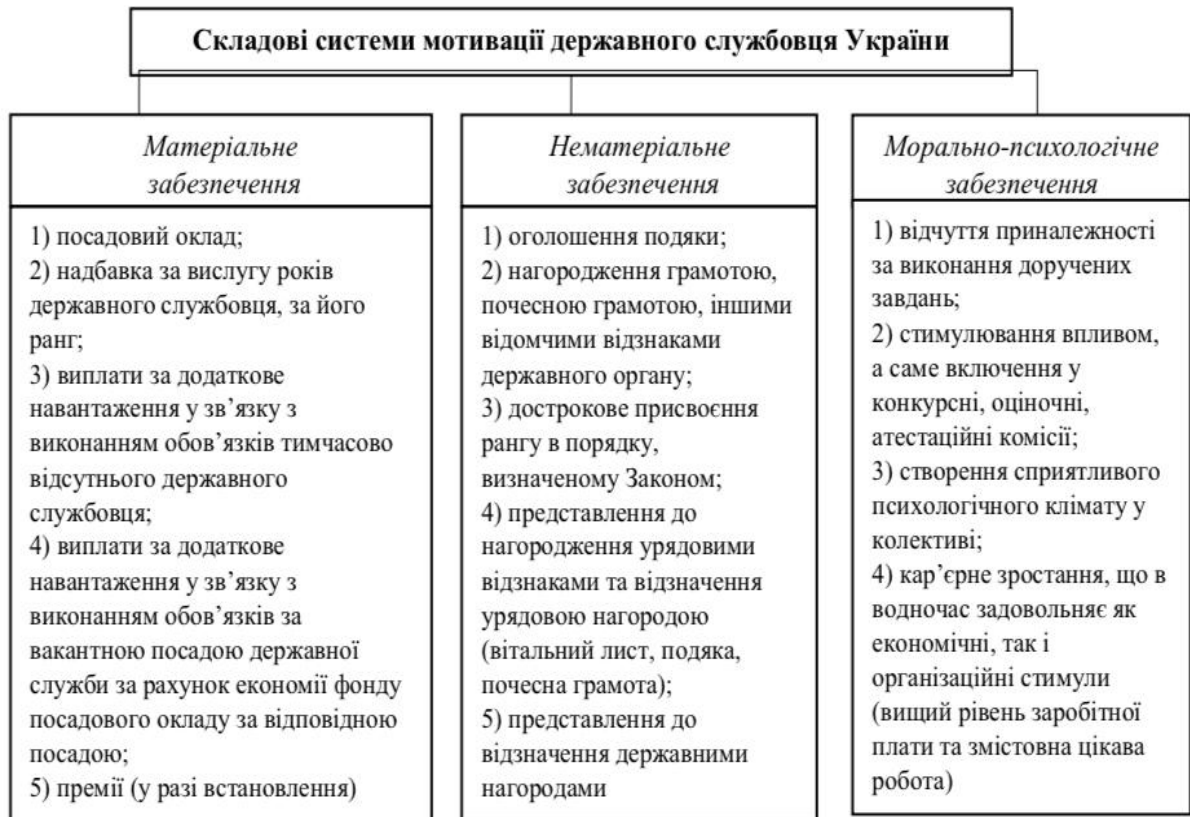 Складові системи мотивації державного службовця України
Матеріальне
забезпечення
1) посадовий оклад;
2) надбавка за вислугу років
державного службовця, за його
ранг;
3) виплати за додаткове
навантаження у зв’язку з
виконанням обов’язків тимчасово
відсутнього державного
службовця;
4) виплати за додаткове
навантаження у зв’язку з
виконанням обов’язків за
вакантною посадою державної
служби за рахунок економії фонду
посадового окладу за відповідною
посадою;
5) премії (у разі встановлення)
Нематеріальне
забезпечення
1) оголошення подяки;
2) нагородження грамотою,
почесною грамотою, іншими
відомчими відзнаками
державного органу;
3) дострокове присвоєння
рангу в порядку,
визначеному Законом;
4) представлення до
нагородження урядовими
відзнаками та відзначення
урядовою нагородою
(вітальний лист, подяка,
почесна грамота);
5) представлення до
відзначення державними
нагородами
Морально-психологічне
забезпечення
1) відчуття приналежності
за виконання доручених
завдань;
2) стимулювання впливом,
а саме включення у
конкурсні, оціночні,
атестаційні комісії;
3) створення сприятливого
психологічного клімату у
колективі;
4) кар’єрне зростання, що в
водночас задовольняє як
економічні, так і
організаційні стимули
(вищий рівень заробітної
плати та змістовна цікава
робота)